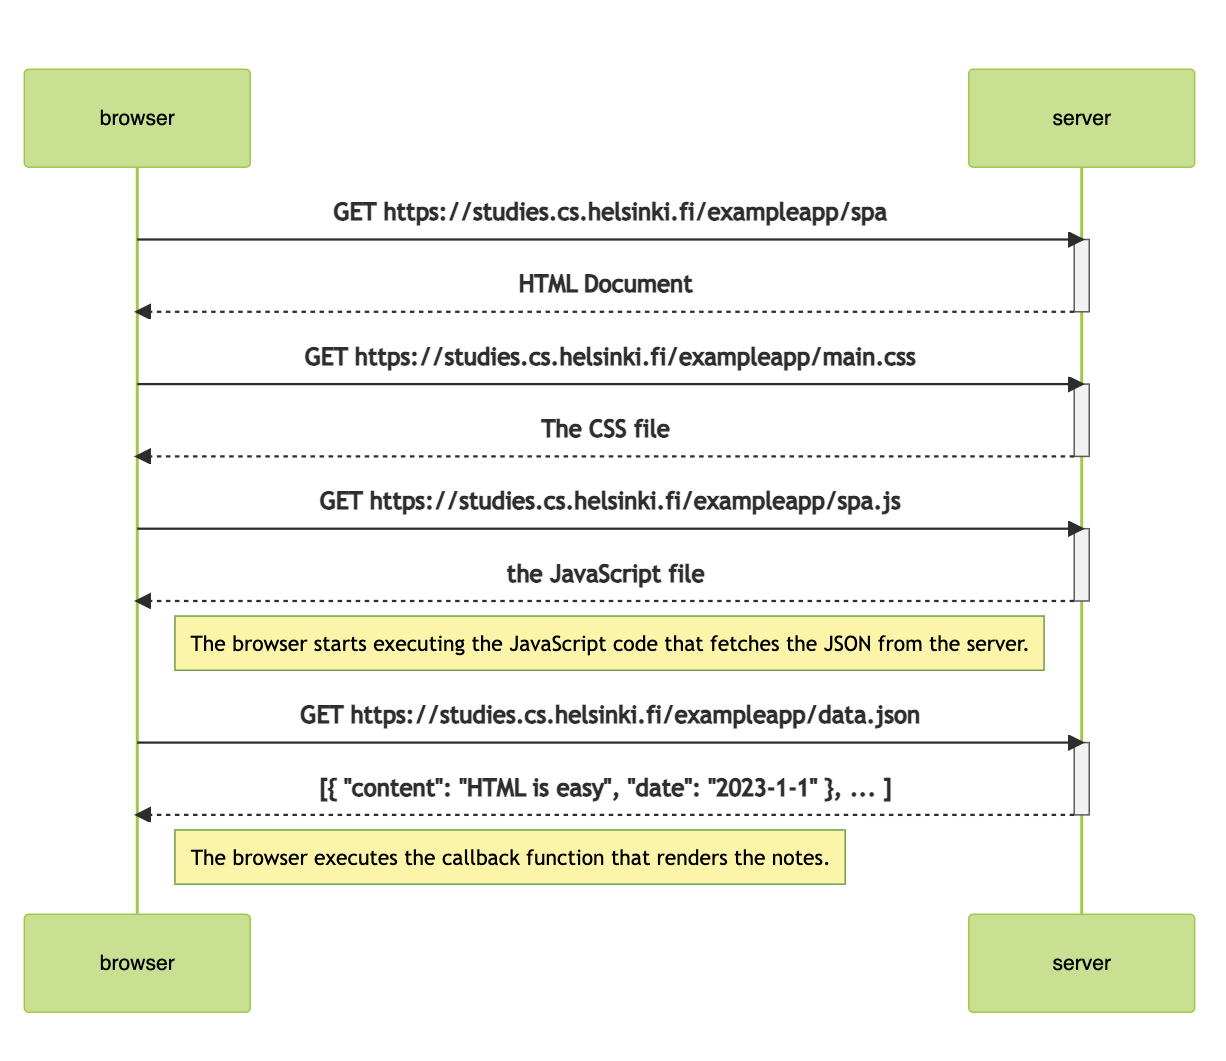 browser
server
GET https://studies.cs.helsinki.fi/exampleapp/spa
HTML Document
GET https://studies.cs.helsinki.fi/exampleapp/main.css
The CSS file
GET https://studies.cs.helsinki.fi/exampleapp/spa.js
the JavaScript file
The browser starts executing the JavaScript code that fetches the JSON from the server.
GET https://studies.cs.helsinki.fi/exampleapp/data.json
[{ "content": "HTML is easy", "date": "2023-1-1" }, ... ]
The browser executes the callback function that renders the notes.
browser
server